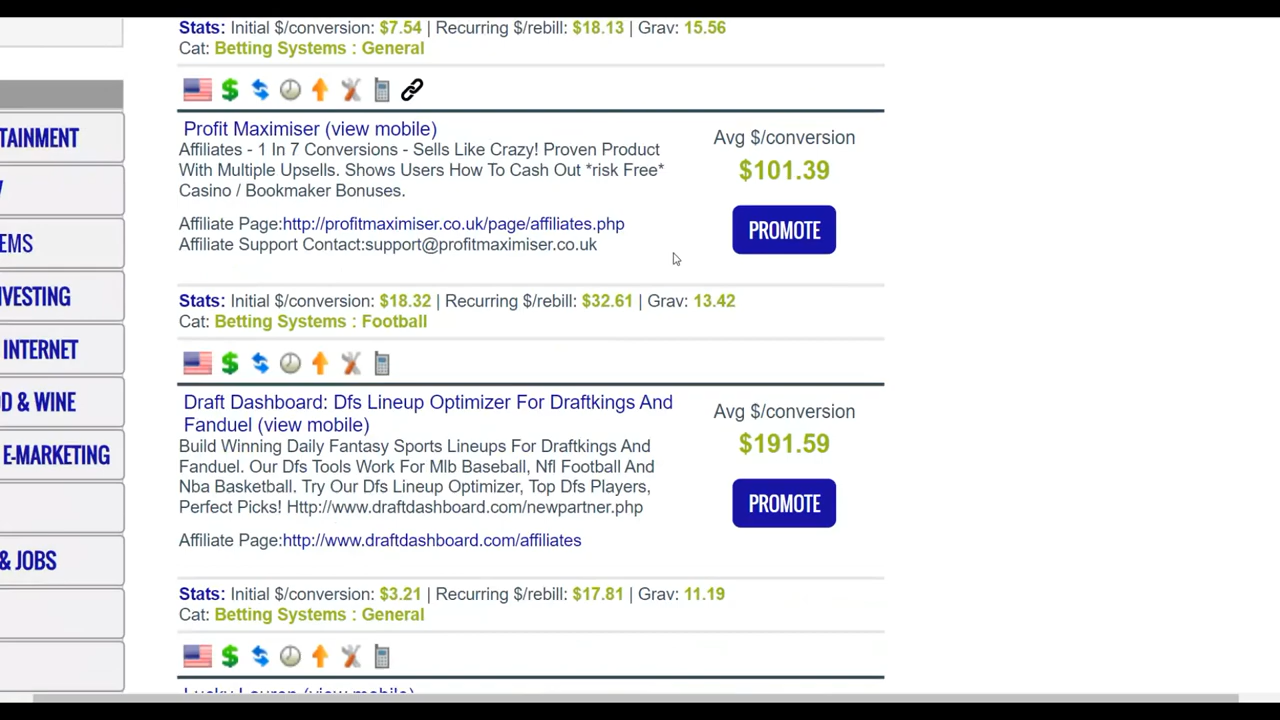 Stats: Initial $/conversion: $7.54 | Recurring $/rebill: $18.13 | Grav: 15.56
Cat: Betting Systems : General
TAINMENT
EMS
VESTING
INTERNET
D & WINE
E-MARKETING
& JOBS
Profit Maximiser (view mobile)
Affiliates - 1 In 7 Conversions - Sells Like Crazy! Proven Product
With Multiple Upsells. Shows Users How To Cash Out *risk Free*
Casino / Bookmaker Bonuses.
Affiliate Page:http://profitmaximiser.co.uk/page/affiliates.php
Affiliate Support Contact:support@profitmaximiser.co.uk
Avg $/conversion
$101.39
PROMOTE
Stats: Initial $/conversion: $18.32 | Recurring $/rebill: $32.61 | Grav: 13.42
Cat: Betting Systems : Football
Draft Dashboard: Dfs Lineup Optimizer For Draftkings And
Fanduel (view mobile)
Build Winning Daily Fantasy Sports Lineups For Draftkings And
Fanduel. Our Dfs Tools Work For Mlb Baseball, Nfl Football And
Nba Basketball. Try Our Dfs Lineup Optimizer, Top Dfs Players,
Perfect Picks! Http://www.draftdashboard.com/newpartner.php
Affiliate Page:http://www.draftdashboard.com/affiliates
Avg $/conversion
$191.59
PROMOTE
Stats: Initial $/conversion: $3.21 | Recurring $/rebill: $17.81 | Grav: 11.19
Cat: Betting Systems : General
(view mobile)